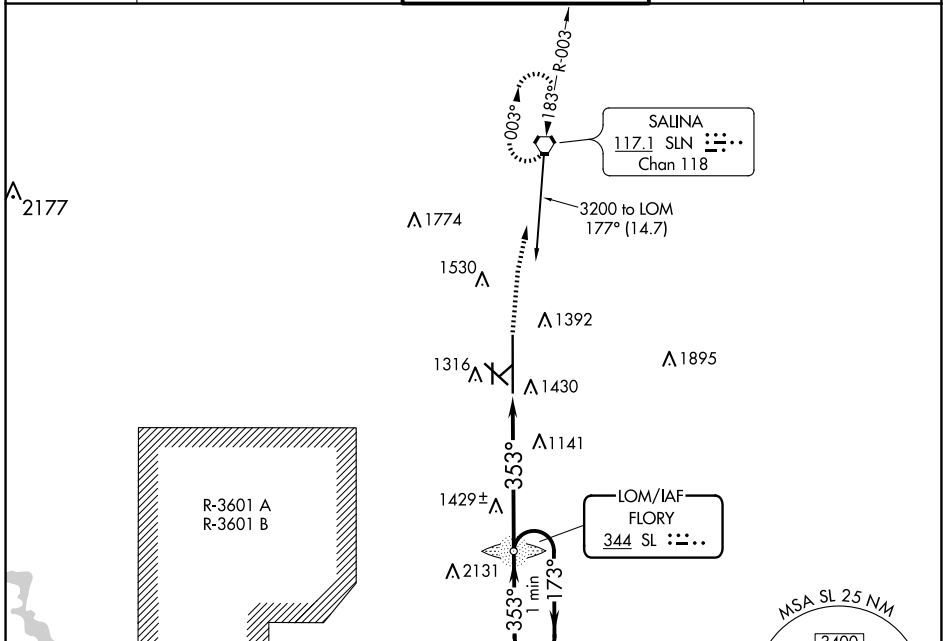 R-003
183°
003°
SALINA
117.1 SLN
Chan 118
2177
1774
3200 to LOM
177° (14.7)
1530
1392
1316
1895
1430
1141
353°
R-3601 A
R-3601 B
1429±
LOM/IAF
FLORY
344 SL
2131
353°
1 min
173°
MSA SL 25 NM